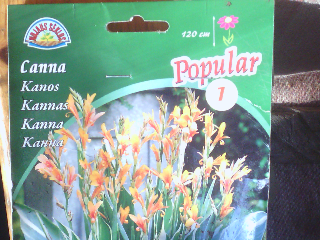 120 cm
Canna
Kanos
Kannas
Kanna
Канна
Popular
1